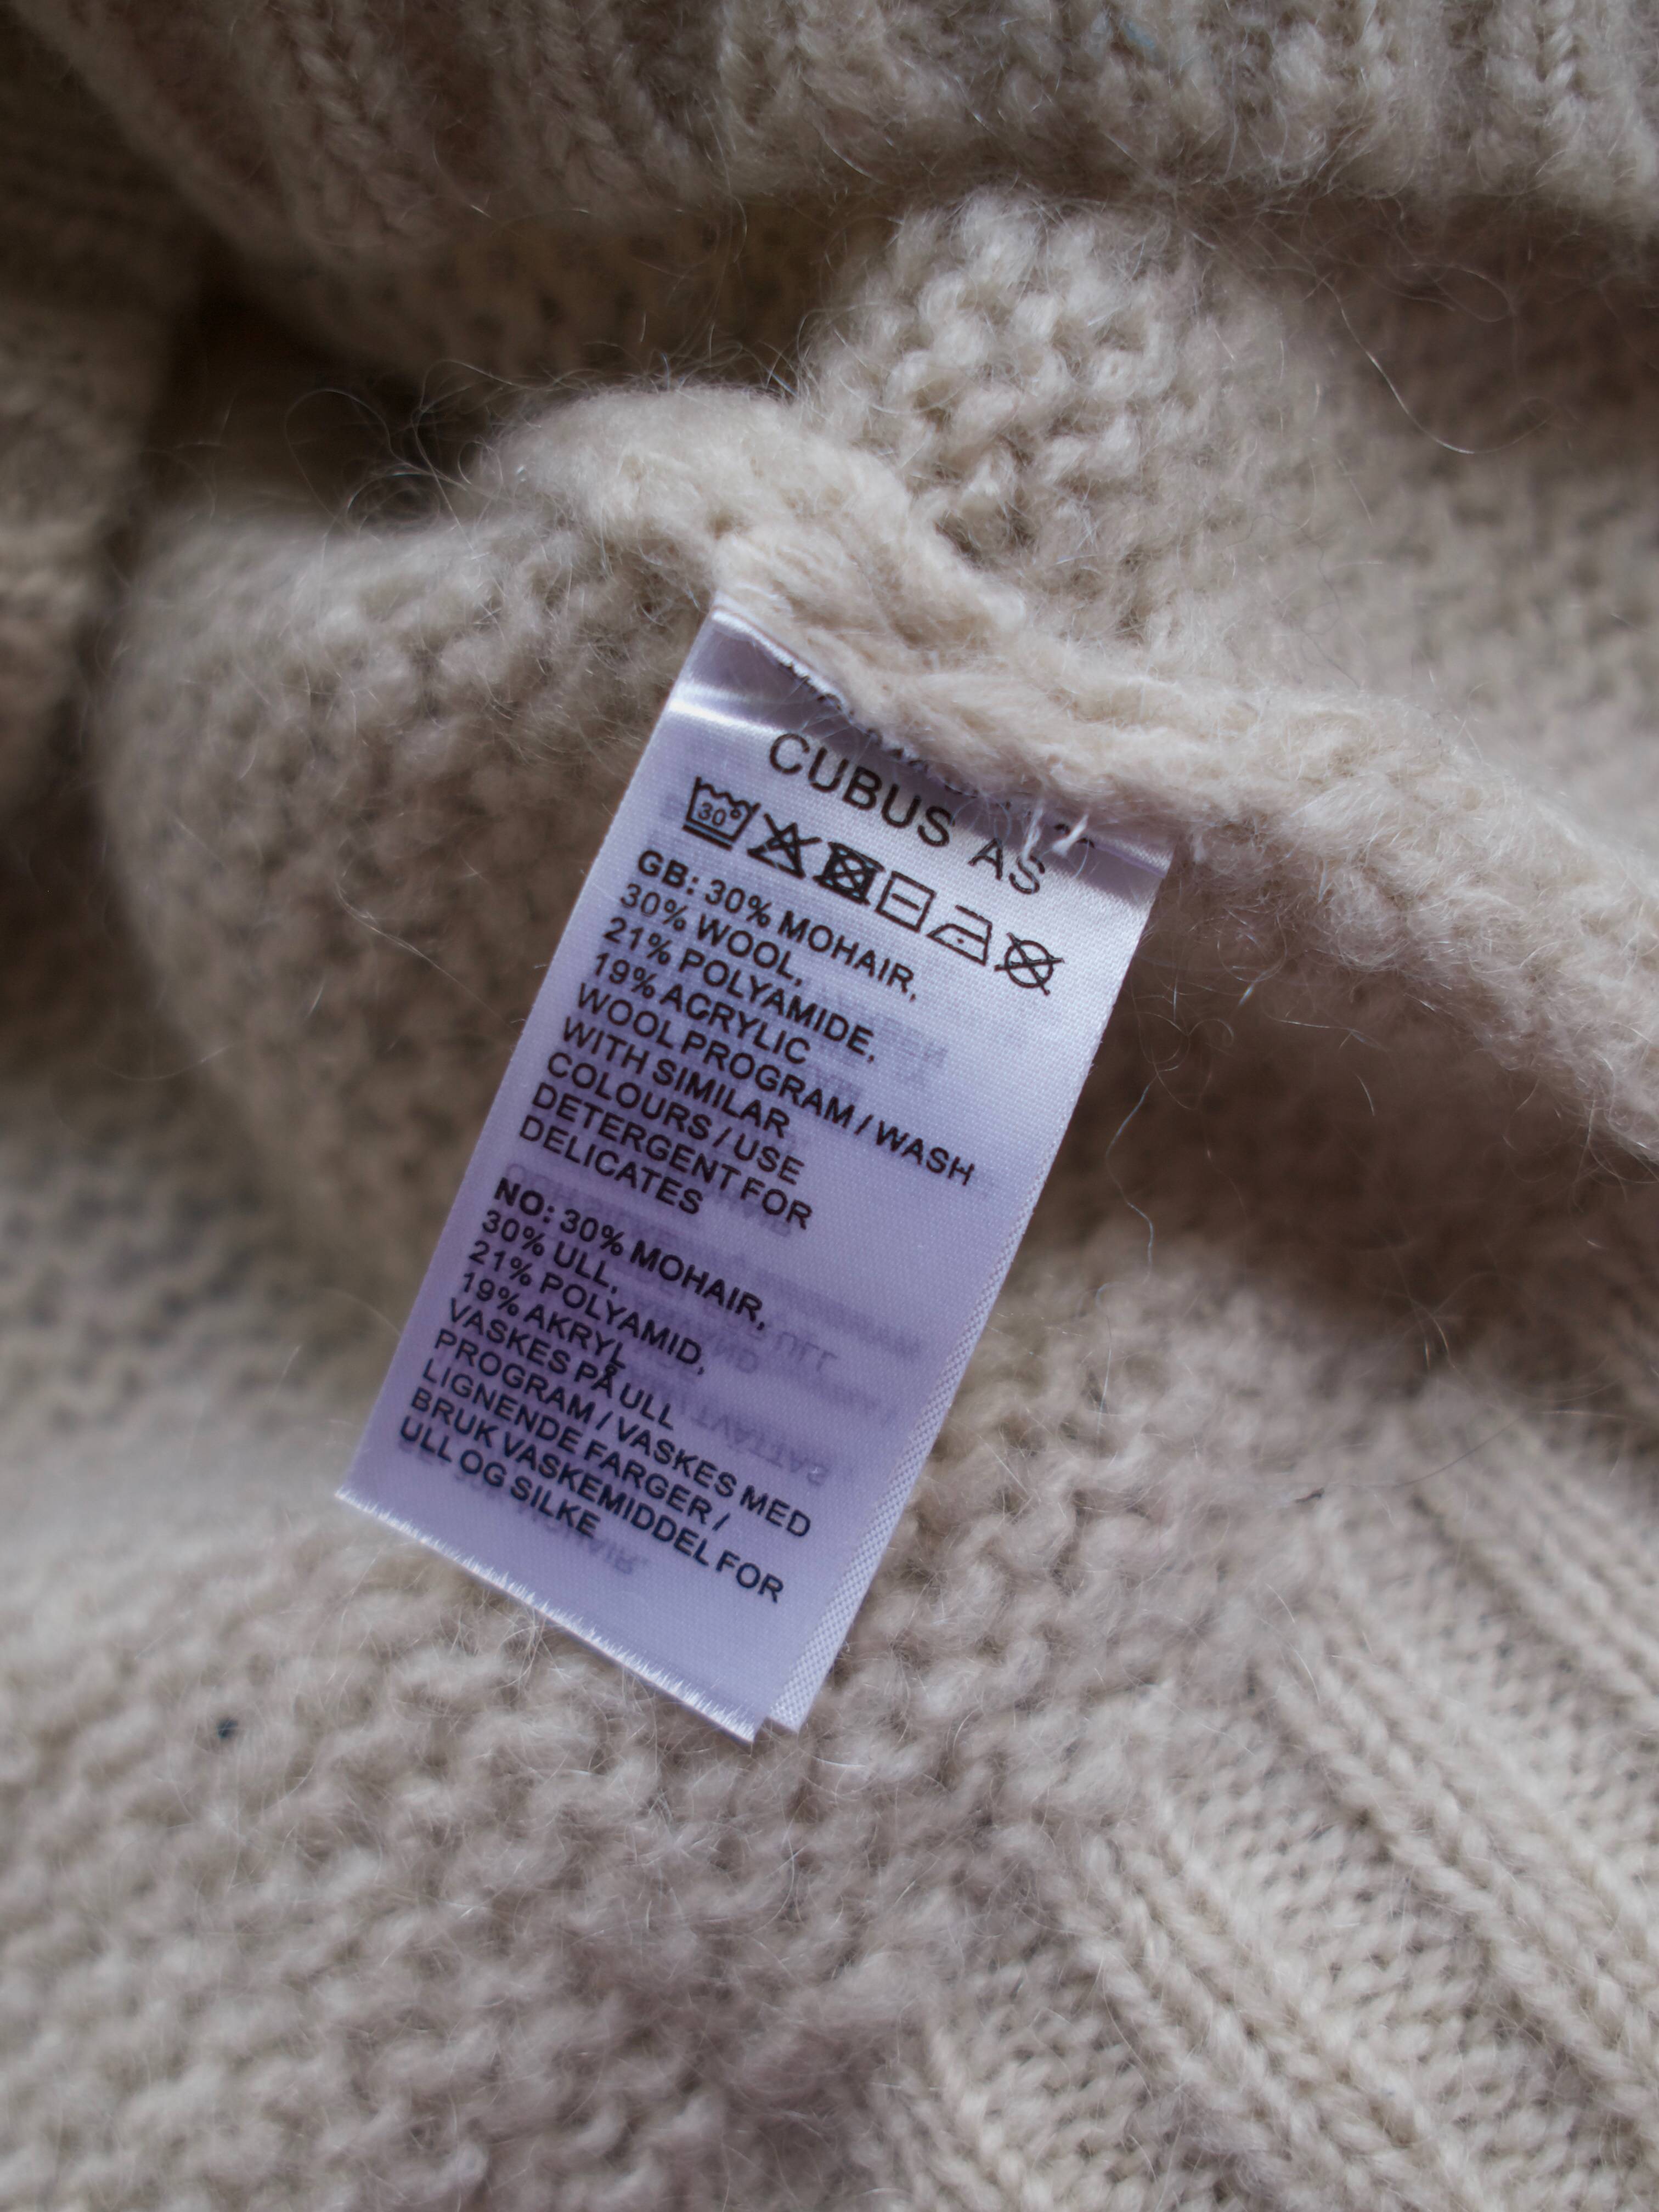 CUBUS AS
30°
GB: 30% MOHAIR,
30% WOOL,
21% POLYAMIDE,
19% ACRYLIC
WOOL PROGRAM / WASH
WITH SIMILAR
COLOURS / USE
DETERGENT FOR
DELICATES
NO: 30% MOHAIR,
30% ULL,
21% POLYAMID,
19% AKRYL
VASKES PÅ ULL
PROGRAM / VASKES MED
LIGNENDE FARGER /
BRUK VASKEMIDDEL FOR
ULL OG SILKE